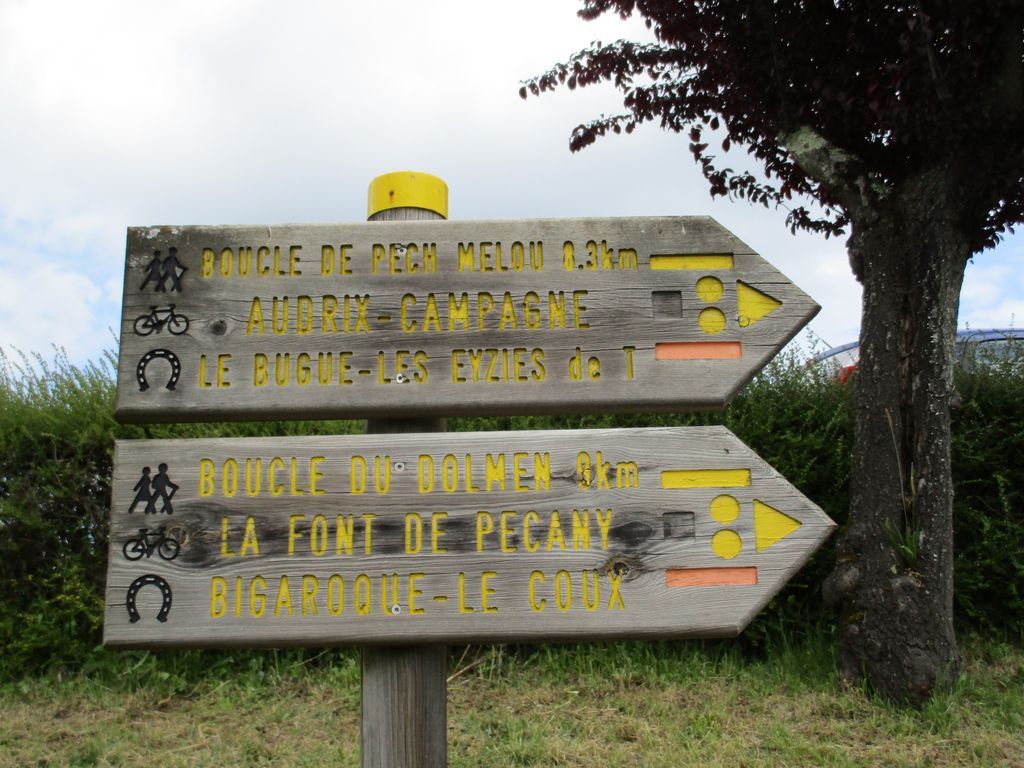 BOUCLE DE PECH MELOU 8.3km
AUDRIX-CAMPAGNE
LE BUGUE-LES EYZIES de T
BOUCLE DU DOLMEN 9km
LA FONT DE PECANY
BIGAROQUE-LE COUX